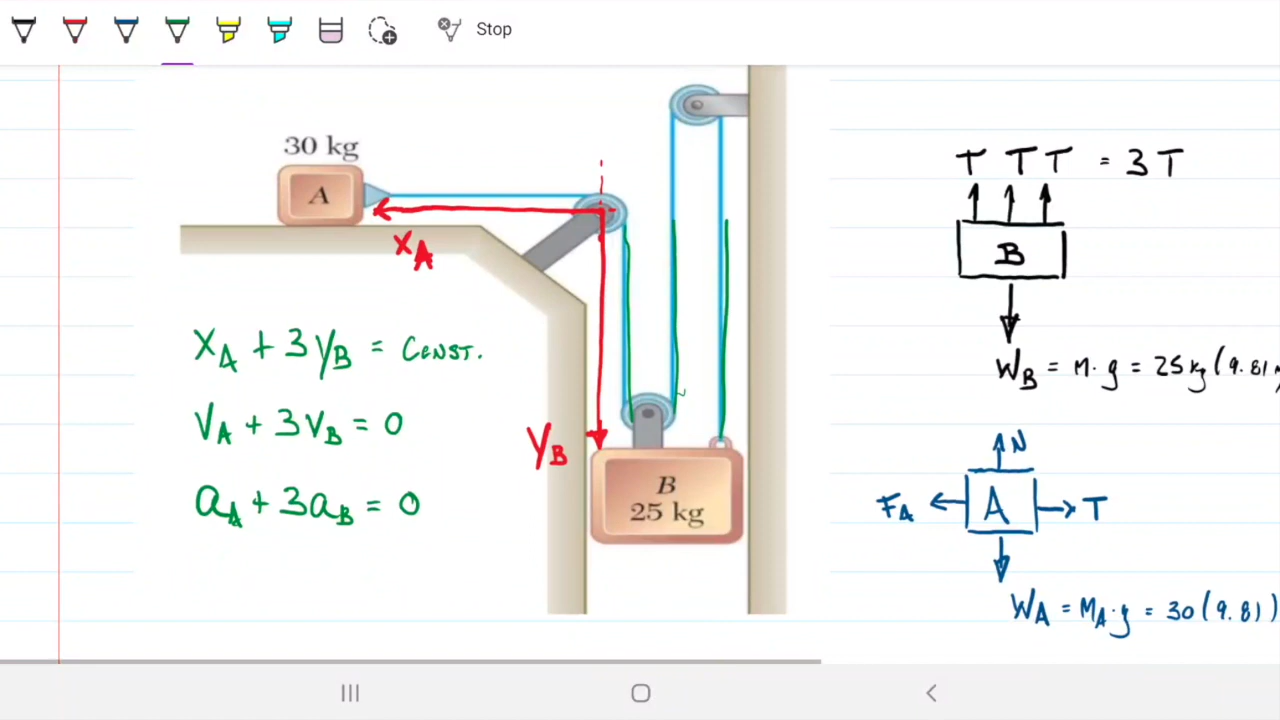 Stop
30 kg
A
X_A
X_A + 3Y_B = CONST.
V_A + 3V_B = 0
a_A + 3a_B = 0
Y_B
B
25 kg
T T T = 3T
B
W_B = M·g = 25kg(9.81
N
F_A A T
W_A = M_A·g = 30(9.81)